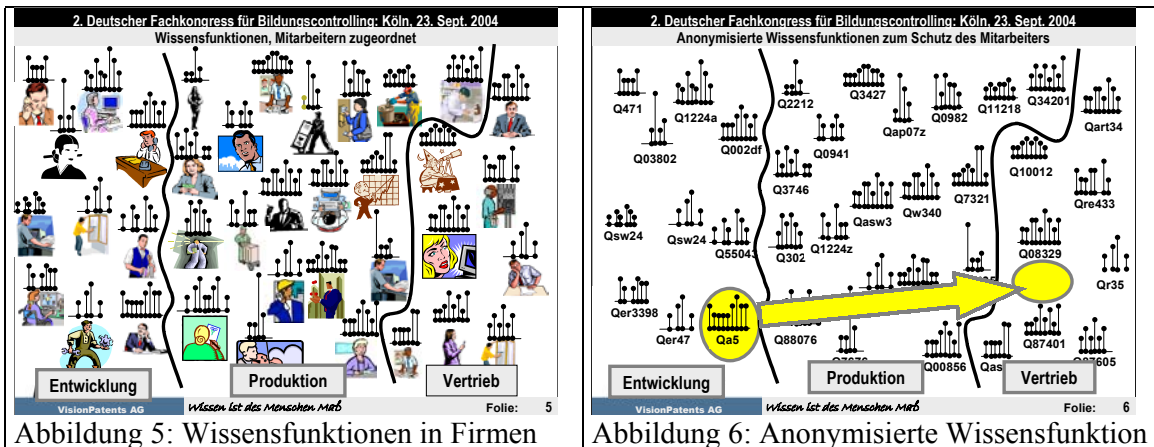 2. Deutscher Fachkongress für Bildungscontrolling: Köln, 23. Sept. 2004
Wissensfunktionen, Mitarbeitern zugeordnet
Entwicklung
Produktion
Vertrieb
VisionPatents AG
Wissen ist des Menschen Maß
Folie: 5
Abbildung 5: Wissensfunktionen in Firmen
2. Deutscher Fachkongress für Bildungscontrolling: Köln, 23. Sept. 2004
Anonymisierte Wissensfunktionen zum Schutz des Mitarbeiters
Q471
Q1224a
Q2212
Q3427
Q0982
Q11218
Q34201
Qart34
Q03802
Q002df
Q0941
Qap07z
Q10012
Q3746
Qasw3
Qw340
Q7321
Qre433
Qsw24
Qsw24
Q55043
Q302
Q1224z
Q08329
Qr35
Qer3398
Qer47
Qa5
Q88076
Q00856
Q87401
Entwicklung
Produktion
Vertrieb
VisionPatents AG
Wissen ist des Menschen Maß
Folie: 6
Abbildung 6: Anonymisierte Wissensfunktion